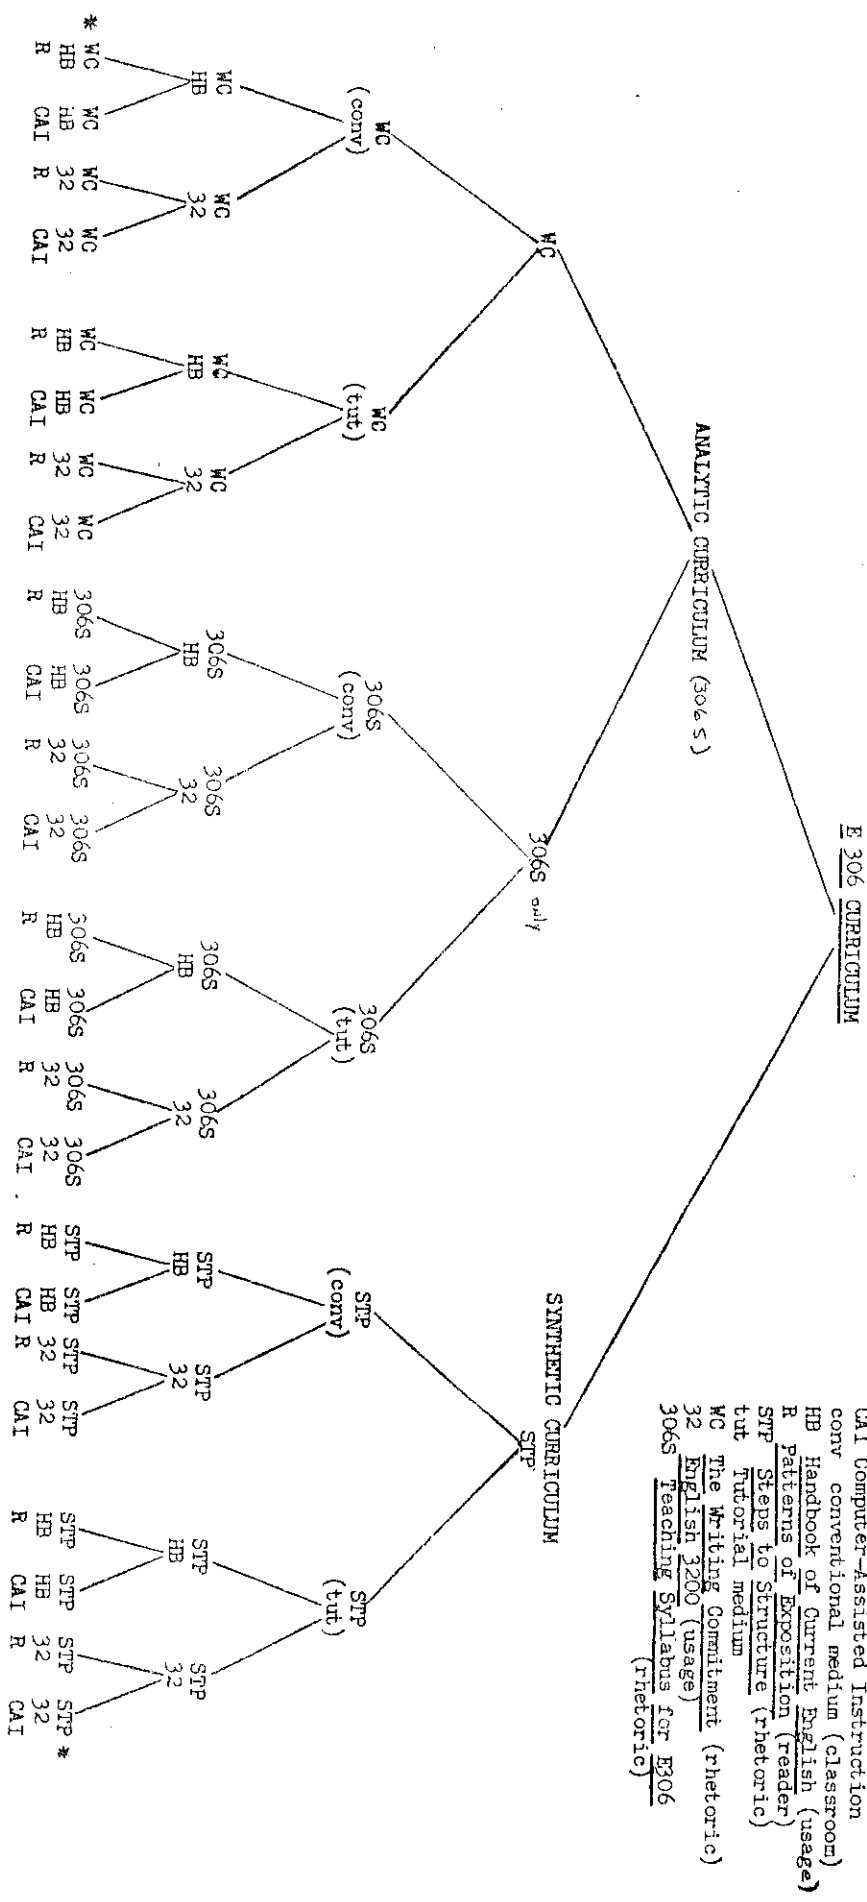 E 306 CURRICULUM
ANALYTIC CURRICULUM (306S)
SYNTHETIC CURRICULUM
WC
306S only
STP
WC
(conv)
WC
(tut)
306S
(conv)
306S
(tut)
STP
(conv)
STP
(tut)
WC
HB
WC
32
WC
HB
WC
32
306S
HB
306S
32
306S
HB
306S
32
STP
HB
STP
32
STP
HB
STP
32
* WC
HB
R
WC
HB
CAI
WC
32
R
WC
32
CAI
WC
HB
R
WC
HB
CAI
WC
32
R
WC
32
CAI
306S
HB
R
306S
HB
CAI
306S
32
R
306S
32
CAI
306S
HB
R
306S
HB
CAI
306S
32
R
306S
32
CAI
STP
HB
R
STP
HB
CAI
STP
32
R
STP
32
CAI
STP
HB
R
STP
HB
CAI
STP
32
R
STP *
32
CAI
CAI Computer-Assisted Instruction
conv conventional medium (classroom)
HB Handbook of Current English (usage)
R Patterns of Exposition (reader)
STP Steps to Structure (rhetoric)
tut Tutorial medium
WC The Writing Commitment (rhetoric)
32 English 3200 (usage)
306S Teaching Syllabus for E306
(rhetoric)